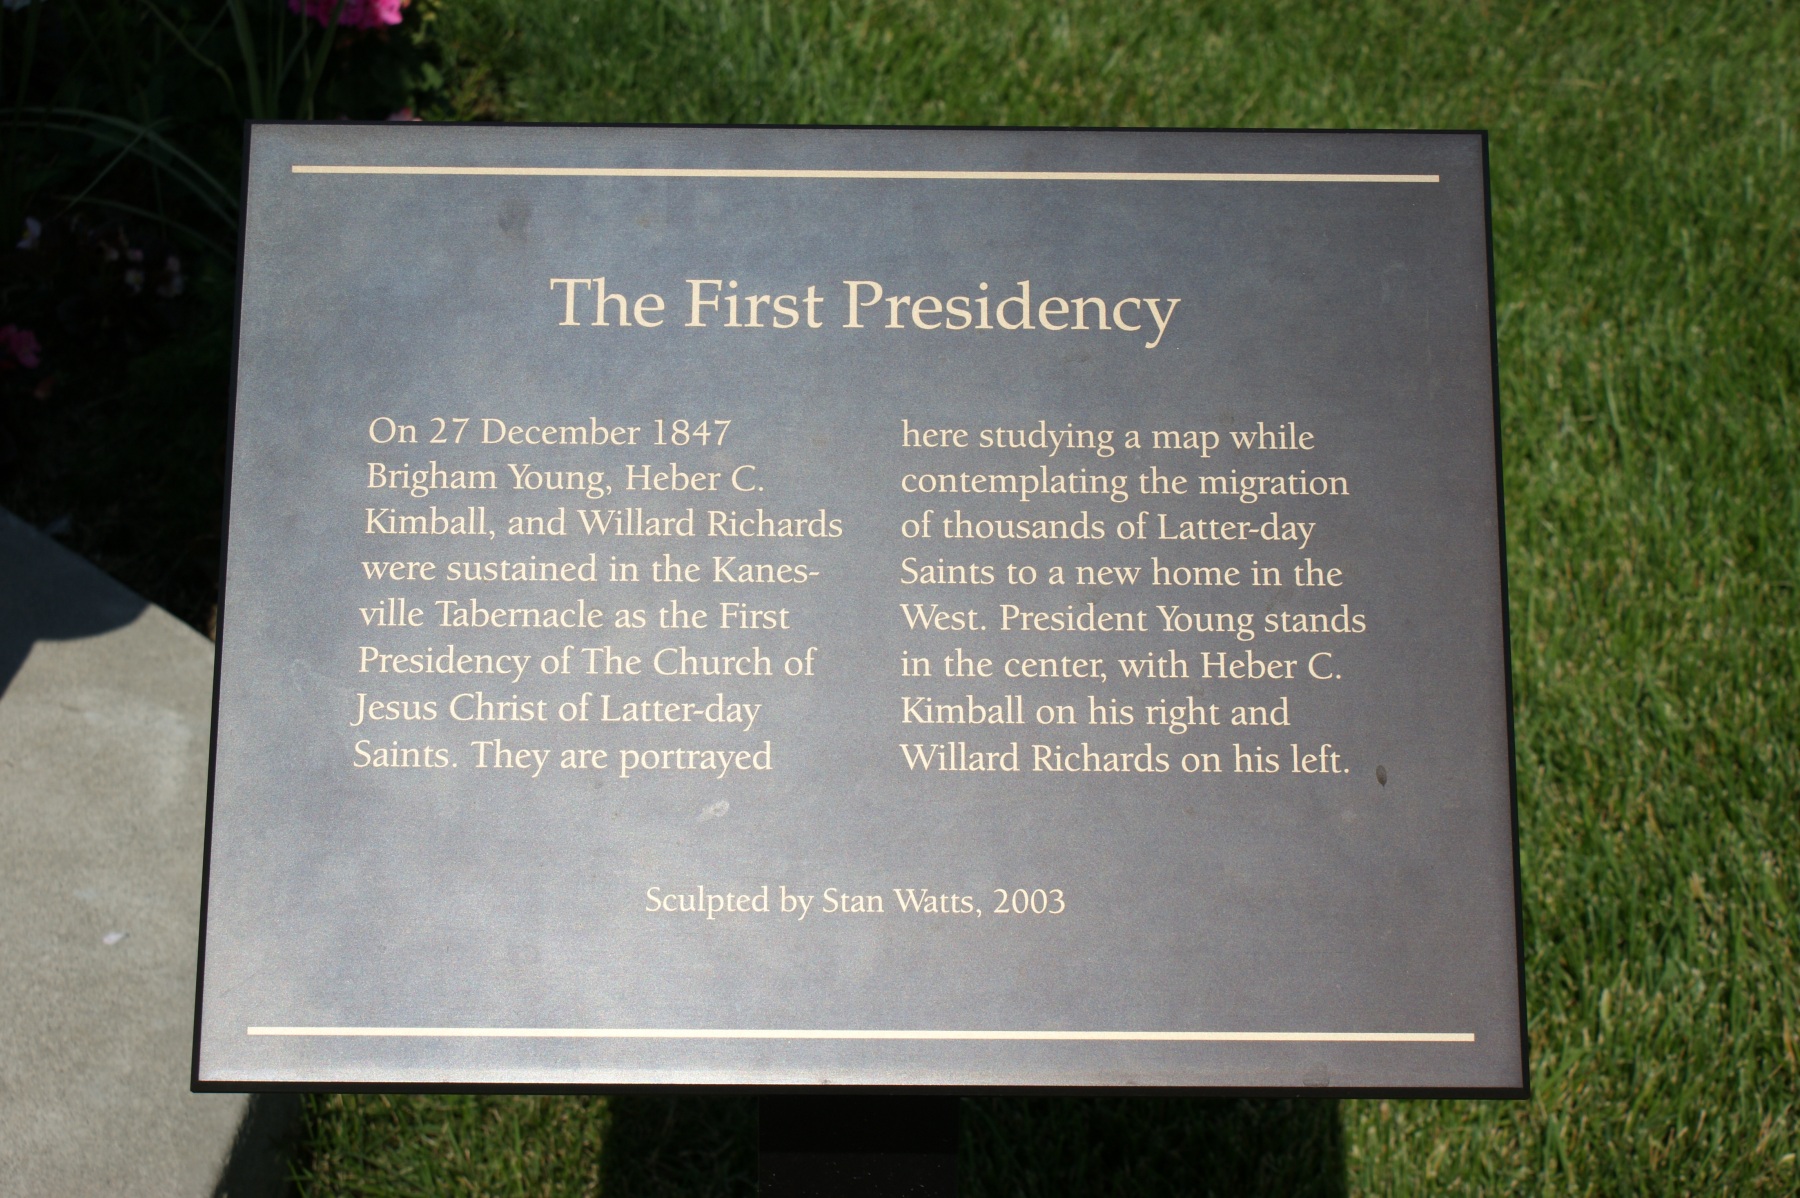 The First Presidency
On 27 December 1847
Brigham Young, Heber C.
Kimball, and Willard Richards
were sustained in the Kanes-
ville Tabernacle as the First
Presidency of The Church of
Jesus Christ of Latter-day
Saints. They are portrayed
here studying a map while
contemplating the migration
of thousands of Latter-day
Saints to a new home in the
West. President Young stands
in the center, with Heber C.
Kimball on his right and
Willard Richards on his left.
Sculpted by Stan Watts, 2003